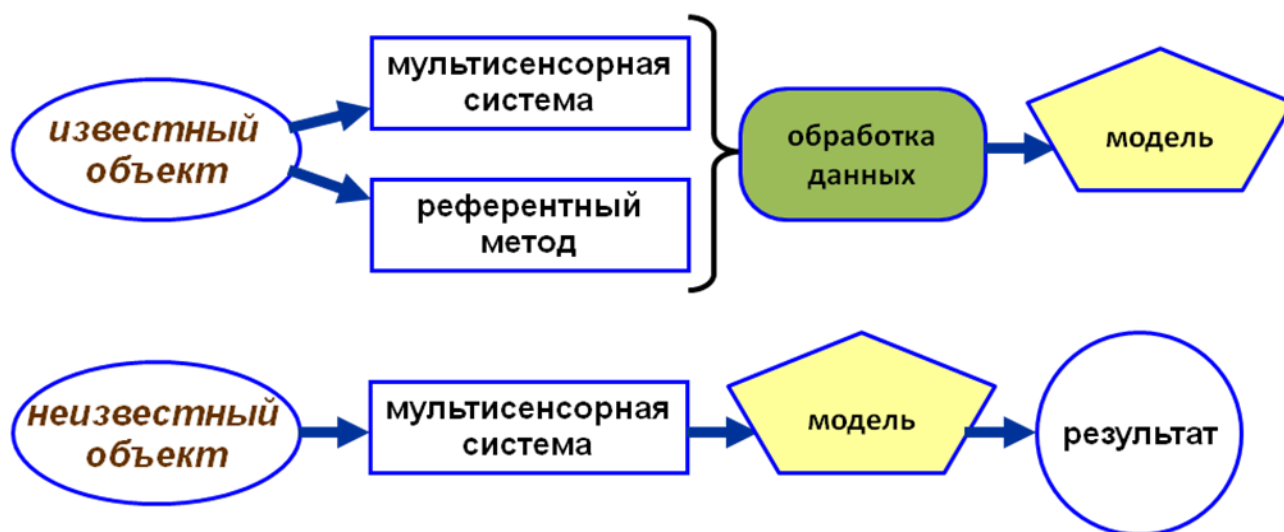 известный
объект
мультисенсорная
система
референтный
метод
обработка
данных
модель
неизвестный
объект
мультисенсорная
система
модель
результат